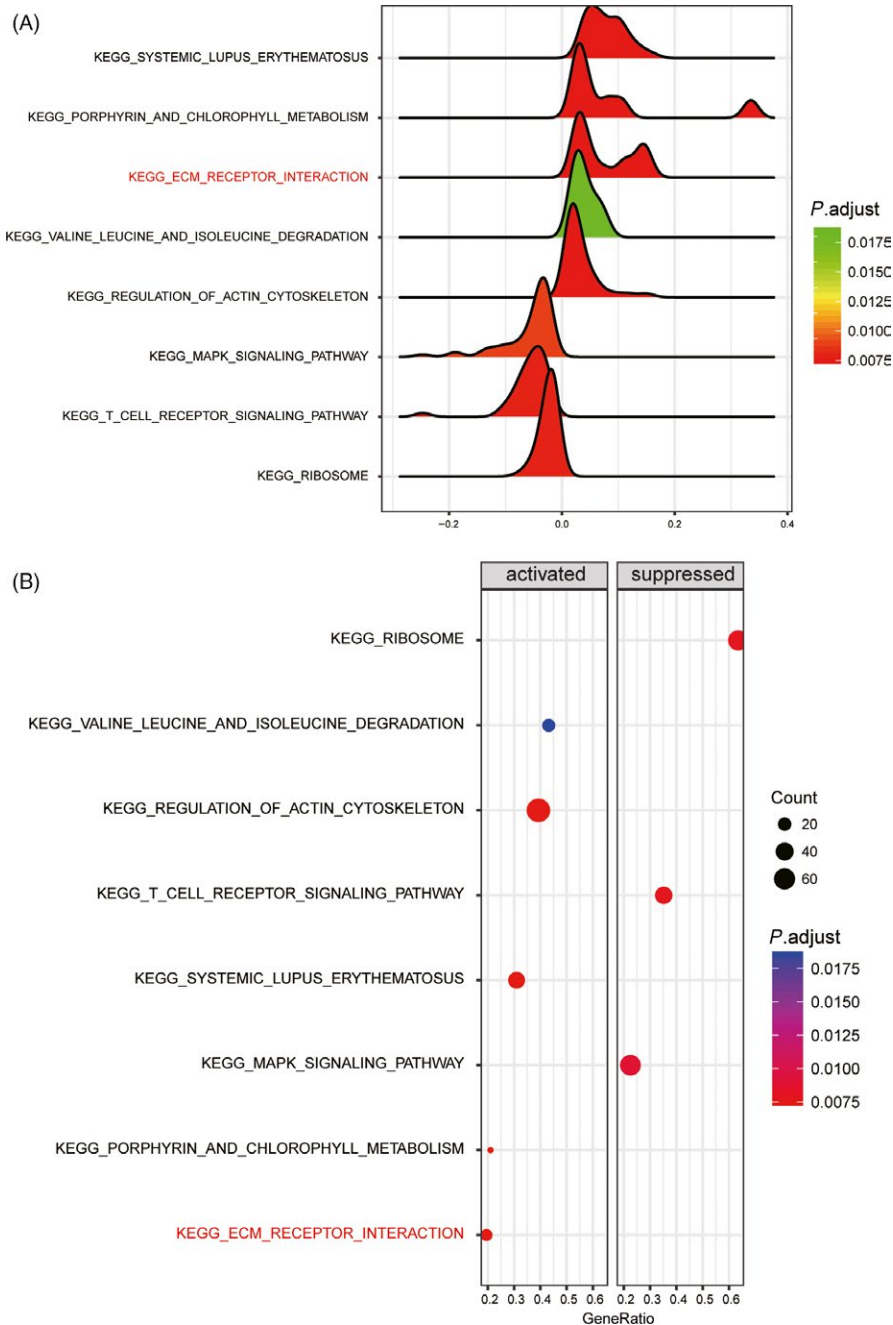 (A)
KEGG_SYSTEMIC_LUPUS_ERYTHEMATOSUS
KEGG_PORPHYRIN_AND_CHLOROPHYLL_METABOLISM
KEGG_ECM_RECEPTOR_INTERACTION
KEGG_VALINE_LEUCINE_AND_ISOLEUCINE_DEGRADATION
KEGG_REGULATION_OF_ACTIN_CYTOSKELETON
KEGG_MAPK_SIGNALING_PATHWAY
KEGG_T_CELL_RECEPTOR_SIGNALING_PATHWAY
KEGG_RIBOSOME
−0.2 0.0 0.2 0.4
P.adjust
0.0175
0.0150
0.0125
0.0100
0.0075
(B)
activated suppressed
KEGG_RIBOSOME
KEGG_VALINE_LEUCINE_AND_ISOLEUCINE_DEGRADATION
KEGG_REGULATION_OF_ACTIN_CYTOSKELETON
KEGG_T_CELL_RECEPTOR_SIGNALING_PATHWAY
KEGG_SYSTEMIC_LUPUS_ERYTHEMATOSUS
KEGG_MAPK_SIGNALING_PATHWAY
KEGG_PORPHYRIN_AND_CHLOROPHYLL_METABOLISM
KEGG_ECM_RECEPTOR_INTERACTION
0.2 0.3 0.4 0.5 0.6 0.2 0.3 0.4 0.5 0.6
GeneRatio
Count
20
40
60
P.adjust
0.0175
0.0150
0.0125
0.0100
0.0075